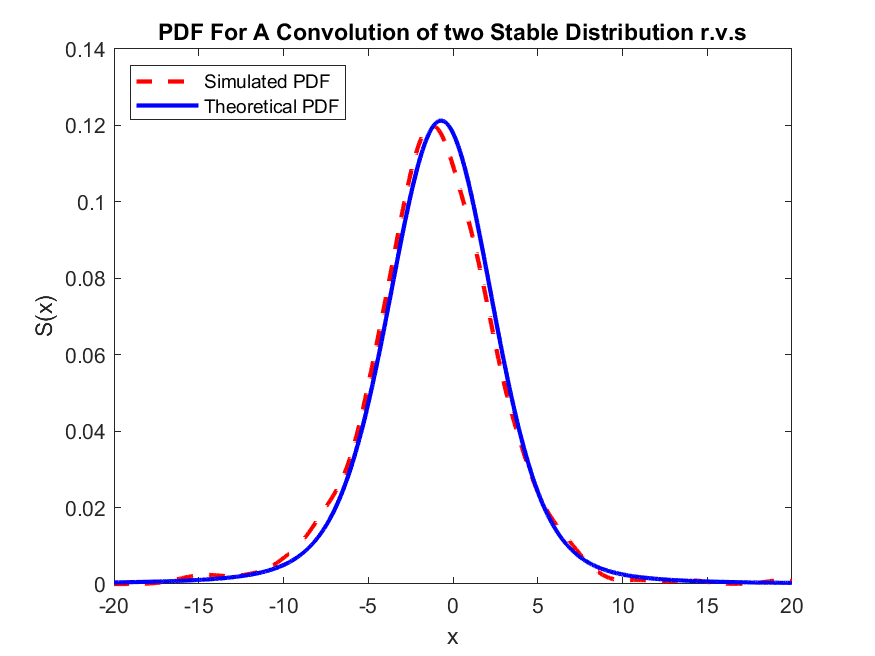 PDF For A Convolution of two Stable Distribution r.v.s
0.14
Simulated PDF
Theoretical PDF
0.12
0.1
0.08
0.06
0.04
0.02
0
S(x)
-20 -15 -10 -5 0 5 10 15 20
x